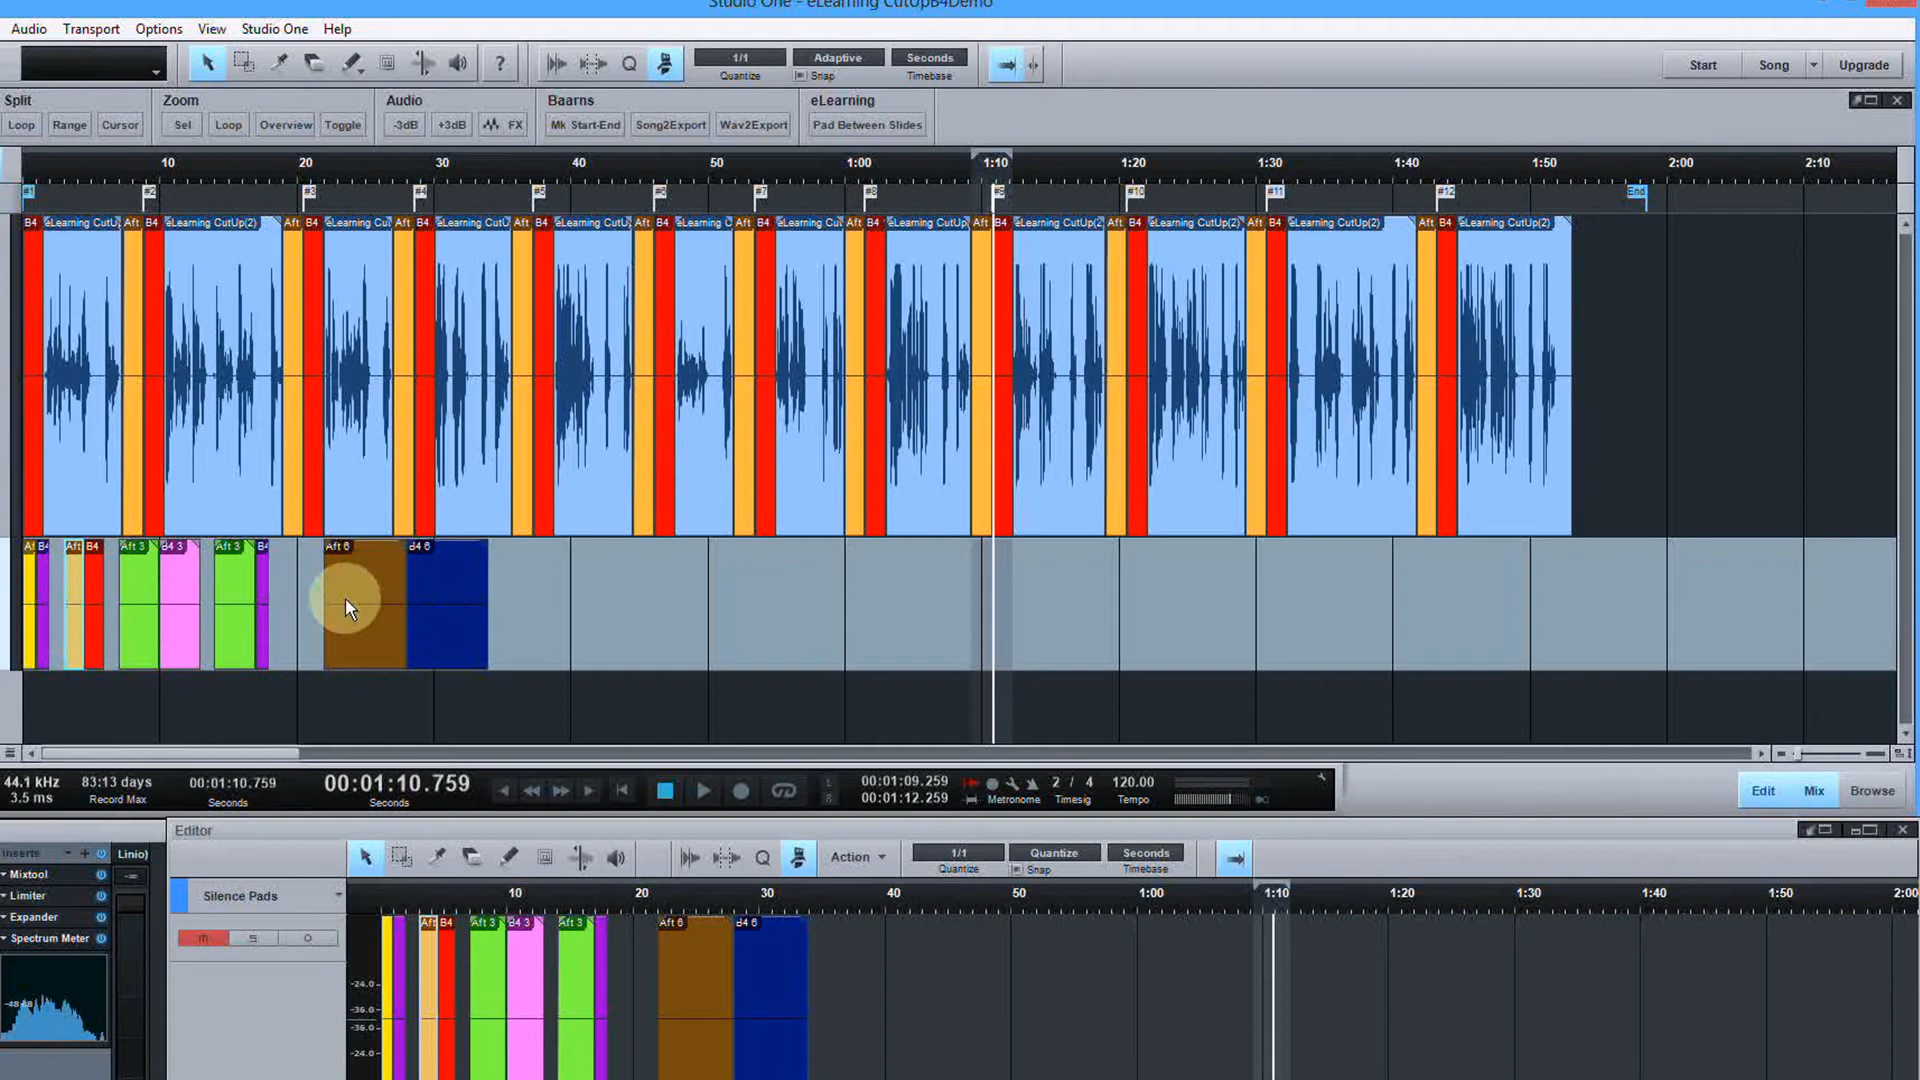 Studio One - eLearning CutUpB4Demo
Audio Transport Options View Studio One Help
1/1 Adaptive Seconds
Quantize Snap Timebase
Start Song Upgrade
Split Zoom Audio Baarns eLearning
Loop Range Cursor Sel Loop Overview Toggle -3dB +3dB FX Mk Start-End Song2Export Wav2Export Pad Between Slides
10 20 30 40 50 1:00 1:10 1:20 1:30 1:40 1:50 2:00 2:10
#1 #2 #3 #4 #5 #6 #7 #8 #9 #10 #11 #12 End
B4 eLearning CutU Aft B4 eLearning CutUp(2) Aft B4 eLearning Cu Aft B4 eLearning CutU Aft B4 eLearning CutU Aft B4 eLearning C Aft B4 eLearning Cut Aft B4 eLearning CutUp Aft B4 eLearning CutUp(2 Aft B4 eLearning CutUp(2) Aft B4 eLearning CutUp(2) Aft B4 eLearning CutUp(2)
Af B4 Aft B4 Aft 3 B4 3 Aft 3 B4 Aft 6 B4 6
44.1 kHz 83:13 days 00:01:10.759 00:01:10.759 L 00:01:09.259 2 / 4 120.00
3.5 ms Record Max Seconds Seconds R 00:01:12.259 Metronome Timesig Tempo
Edit Mix Browse
Editor
Inserts Linio)
Mixtool
Limiter
Expander
Spectrum Meter
Action 1/1 Quantize Seconds
Quantize Snap Timebase
Silence Pads
10 20 30 40 50 1:00 1:10 1:20 1:30 1:40 1:50 2:00
m s
Aft B4 Aft 3 B4 3 Aft 3 Aft 6 B4 6
-24.0
-36.0
-36.0
-24.0